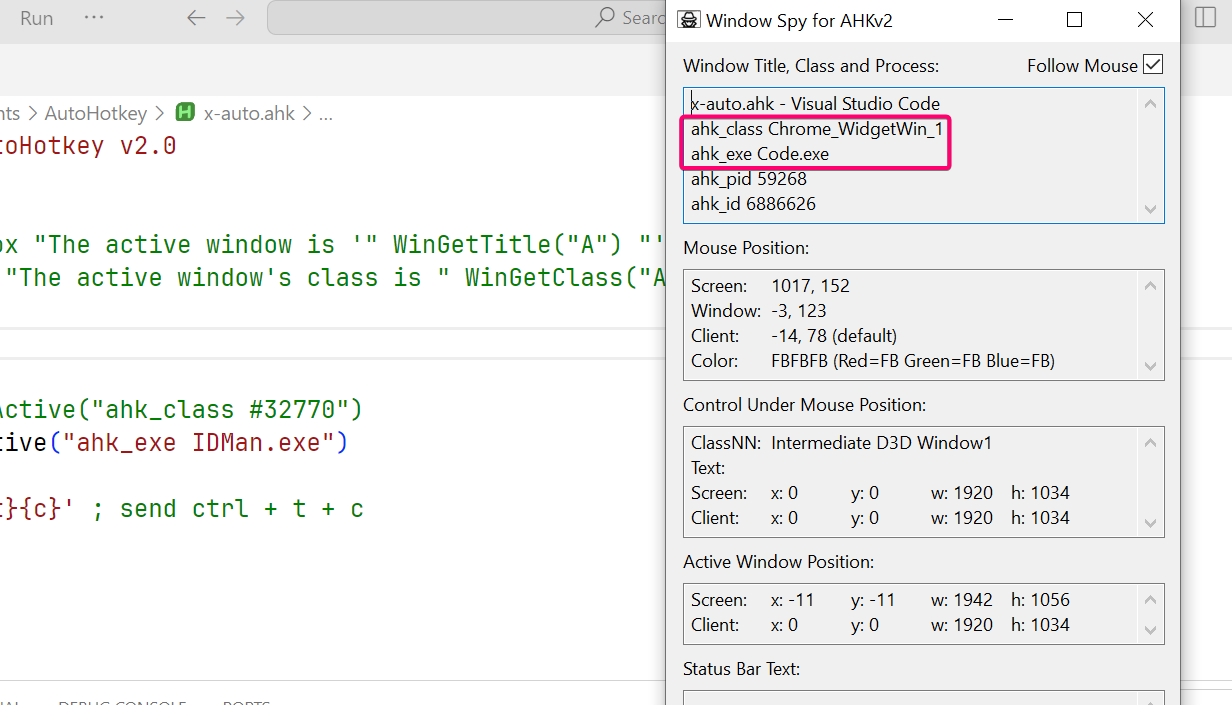 Run ··· ← → Searc
nts > AutoHotkey > x-auto.ahk > ...
toHotkey v2.0
ox "The active window is '" WinGetTitle("A") "'
"The active window's class is " WinGetClass("A
Active("ahk_class #32770")
tive("ahk_exe IDMan.exe")
t}{c}' ; send ctrl + t + c
DEBUG CONSOLE PORTS
Window Spy for AHKv2
Window Title, Class and Process: Follow Mouse
x-auto.ahk - Visual Studio Code
ahk_class Chrome_WidgetWin_1
ahk_exe Code.exe
ahk_pid 59268
ahk_id 6886626
Mouse Position:
Screen: 1017, 152
Window: -3, 123
Client: -14, 78 (default)
Color: FBFBFB (Red=FB Green=FB Blue=FB)
Control Under Mouse Position:
ClassNN: Intermediate D3D Window1
Text:
Screen: x: 0 y: 0 w: 1920 h: 1034
Client: x: 0 y: 0 w: 1920 h: 1034
Active Window Position:
Screen: x: -11 y: -11 w: 1942 h: 1056
Client: x: 0 y: 0 w: 1920 h: 1034
Status Bar Text: